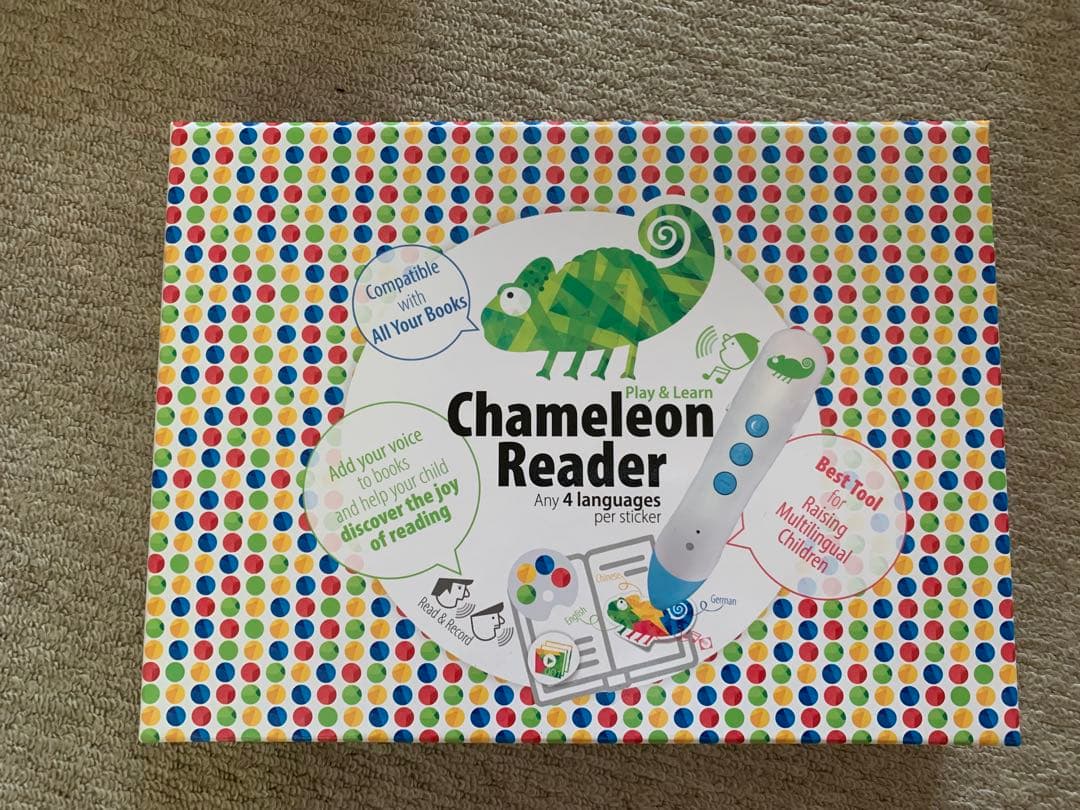 Compatible
with
All Your Books
Play & Learn
Chameleon
Reader
Any 4 languages
per sticker
Add your voice
to books
and help your child
discover the joy
of reading
Best Tool
for
Raising
Multilingual
Children
Read & Record
English
Chinese
German